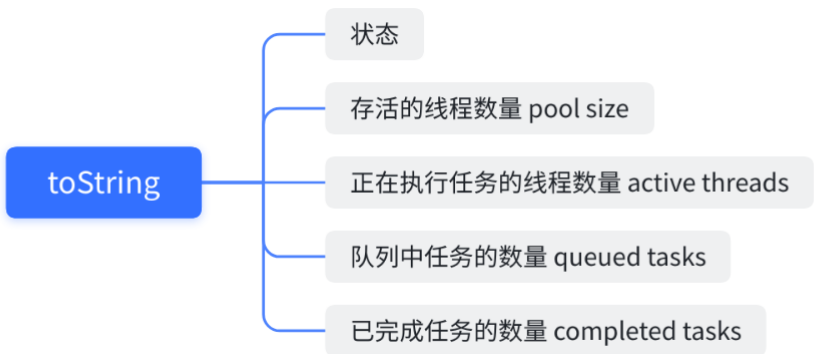 toString
状态
存活的线程数量 pool size
正在执行任务的线程数量 active threads
队列中任务的数量 queued tasks
已完成任务的数量 completed tasks